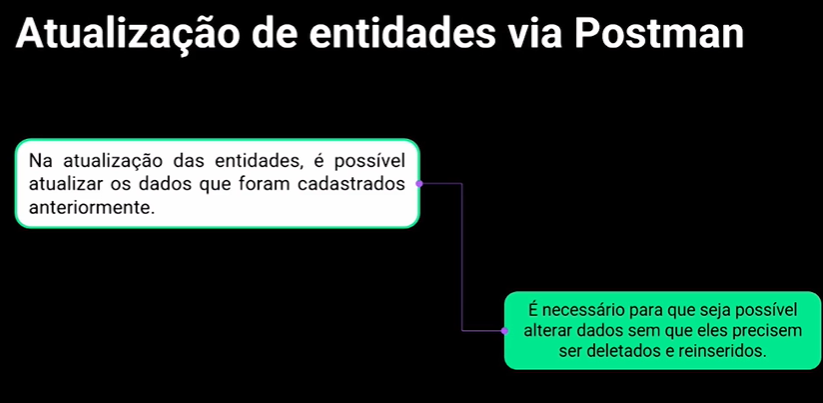 Atualização de entidades via Postman
Na atualização das entidades, é possível
atualizar os dados que foram cadastrados
anteriormente.
É necessário para que seja possível
alterar dados sem que eles precisem
ser deletados e reinseridos.